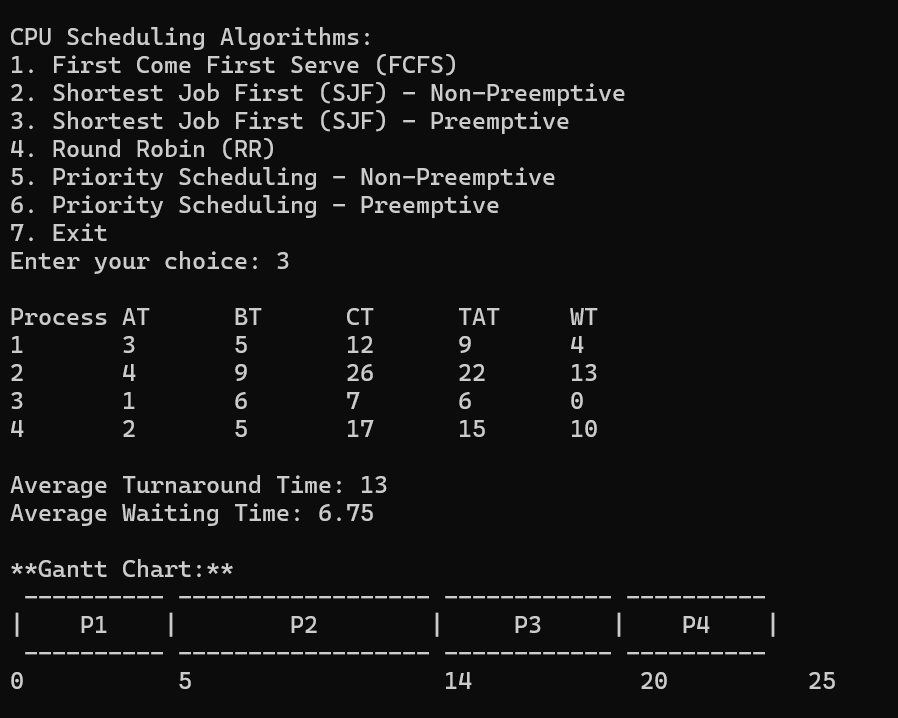 CPU Scheduling Algorithms:
1. First Come First Serve (FCFS)
2. Shortest Job First (SJF) - Non-Preemptive
3. Shortest Job First (SJF) - Preemptive
4. Round Robin (RR)
5. Priority Scheduling - Non-Preemptive
6. Priority Scheduling - Preemptive
7. Exit
Enter your choice: 3
Process AT BT CT TAT WT
1 3 5 12 9 4
2 4 9 26 22 13
3 1 6 7 6 0
4 2 5 17 15 10
Average Turnaround Time: 13
Average Waiting Time: 6.75
**Gantt Chart:**
 ---------- ------------------ ------------ ----------
|    P1    |        P2        |     P3     |    P4    |
 ---------- ------------------ ------------ ----------
0 5 14 20 25